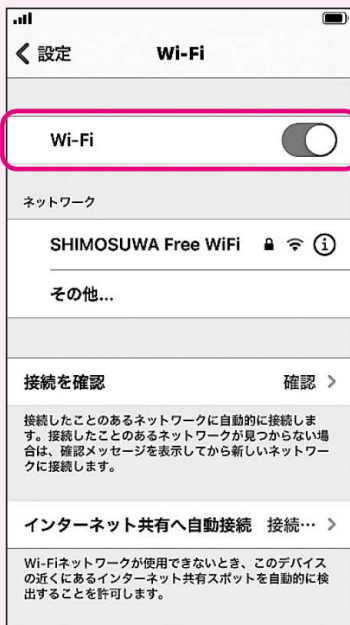 設定
Wi-Fi
Wi-Fi
ネットワーク
SHIMOSUWA Free WiFi
その他...
接続を確認 確認
接続したことのあるネットワークに自動的に接続しま
す。接続したことのあるネットワークが見つからない場
合は、確認メッセージを表示してから新しいネットワー
クに接続します。
インターネット共有へ自動接続 接続…
Wi-Fiネットワークが使用できないとき、このデバイス
の近くにあるインターネット共有スポットを自動的に検
出することを許可します。